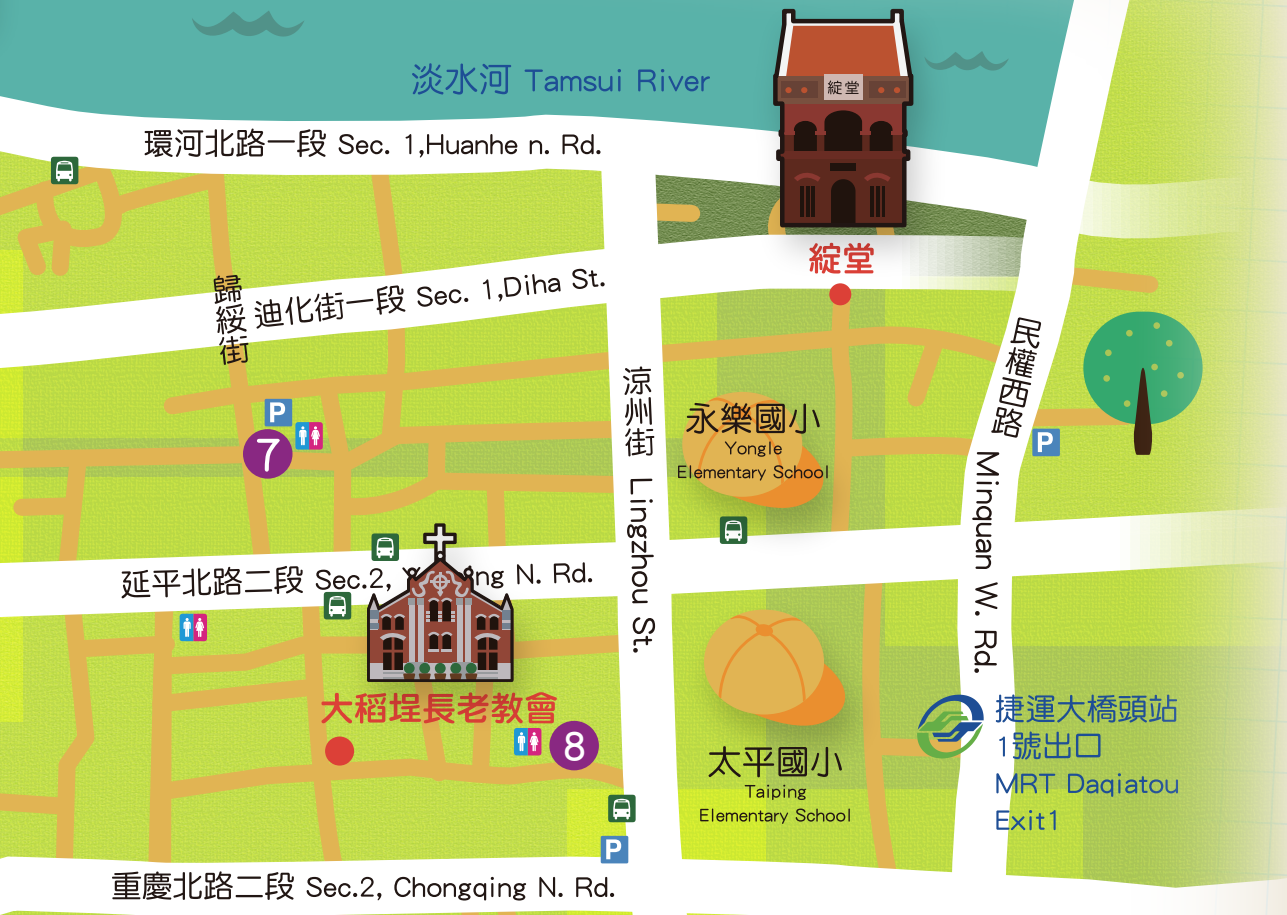 淡水河 Tamsui River
綻堂
環河北路一段 Sec. 1,Huanhe n. Rd.
綻堂
歸綏街
迪化街一段 Sec. 1,Diha St.
民權西路 Minquan W. Rd.
涼州街 Lingzhou St.
永樂國小
Yongle
Elementary School
P
7
P
延平北路二段 Sec.2, Y ng N. Rd.
大稻埕長老教會
8
太平國小
Taiping
Elementary School
捷運大橋頭站
1號出口
MRT Daqiatou
Exit1
P
重慶北路二段 Sec.2, Chongqing N. Rd.